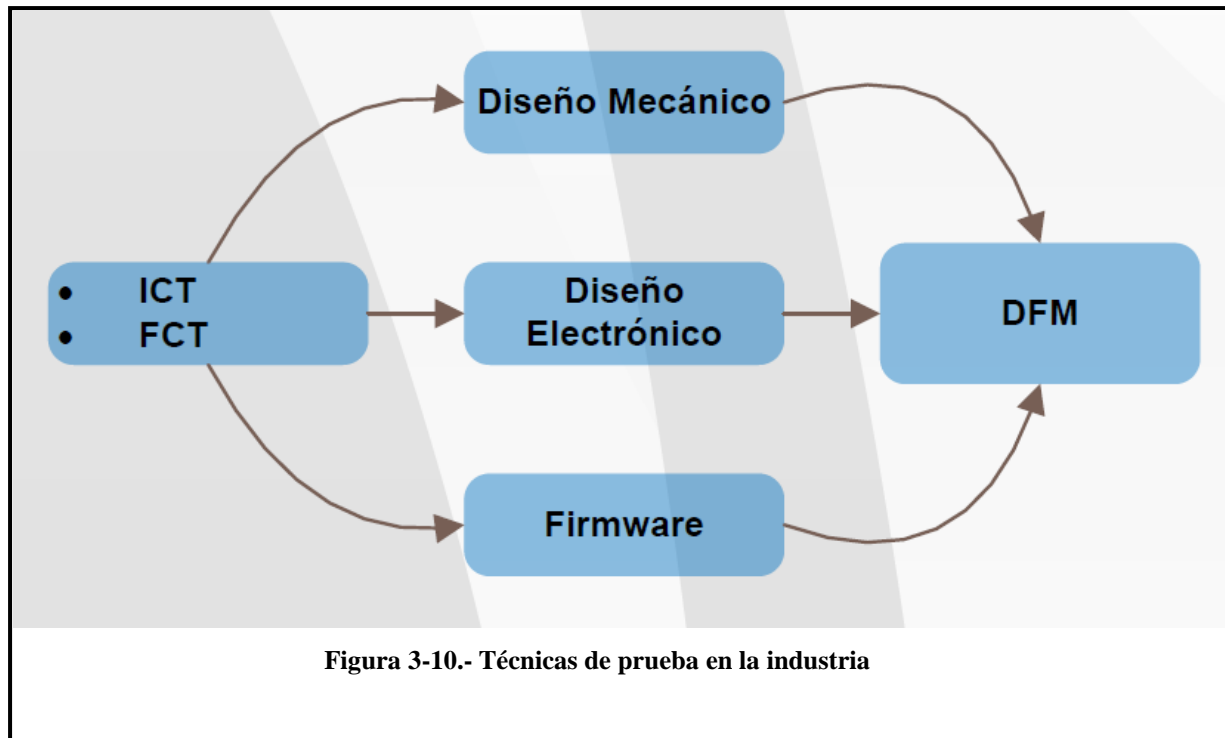 Diseño Mecánico
• ICT
• FCT
Diseño
Electrónico
DFM
Firmware
Figura 3-10.- Técnicas de prueba en la industria